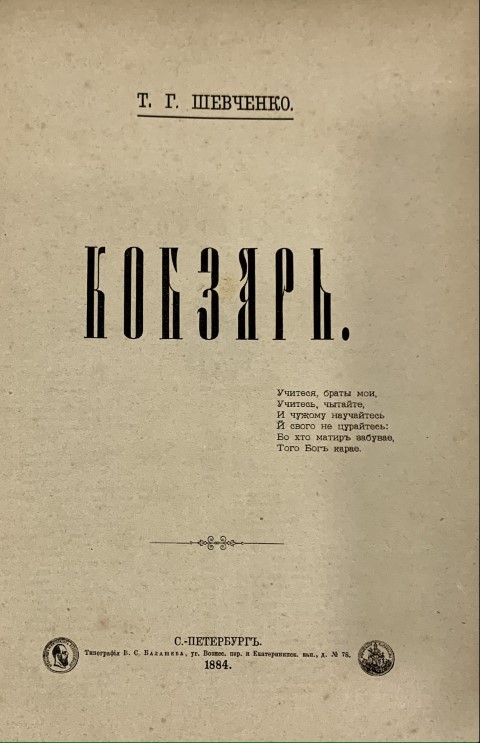 Т. Г. ШЕВЧЕНКО.
КОБЗАРЬ.
Учитеся, браты мои,
Учитесь, чытайте,
И чужому научайтесь
Й свого не цурайтесь:
Бо хто матиръ забувае,
Того Богъ карае.
С.-ПЕТЕРБУРГЪ.
Типографія В. С. Балашева, уг. Вознес. пер. и Екатерининск. кан., д. № 78.
1884.